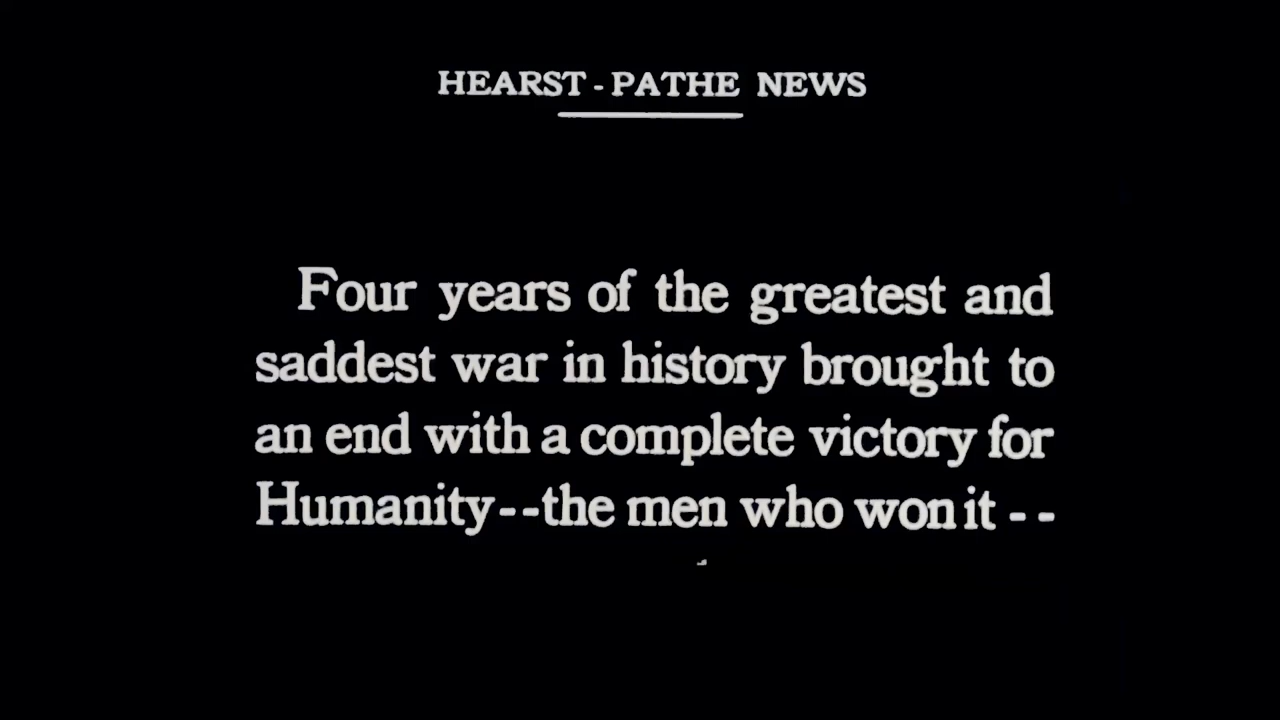 HEARST-PATHE NEWS
Four years of the greatest and
saddest war in history brought to
an end with a complete victory for
Humanity--the men who won it --